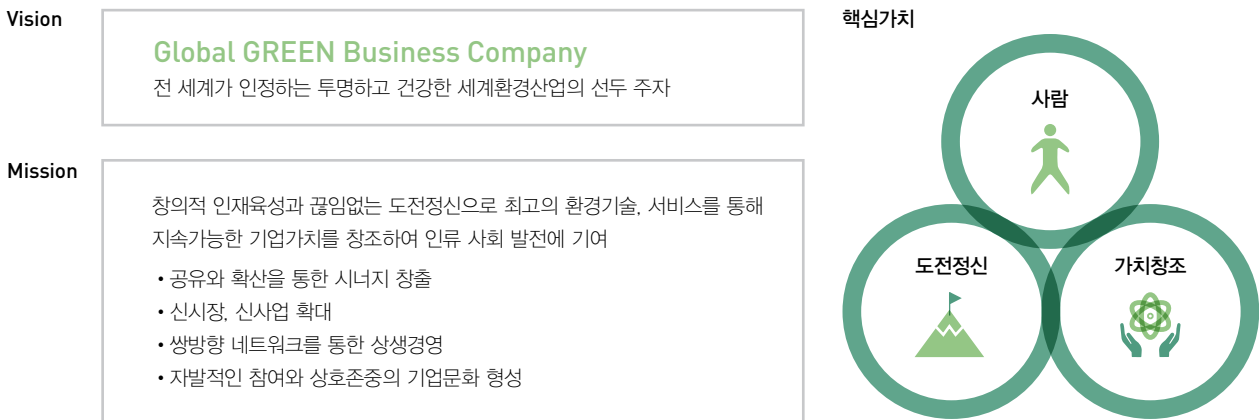 Vision
Global GREEN Business Company
전 세계가 인정하는 투명하고 건강한 세계환경산업의 선두 주자
Mission
창의적 인재육성과 끊임없는 도전정신으로 최고의 환경기술, 서비스를 통해
지속가능한 기업가치를 창조하여 인류 사회 발전에 기여
• 공유와 확산을 통한 시너지 창출
• 신시장, 신사업 확대
• 쌍방향 네트워크를 통한 상생경영
• 자발적인 참여와 상호존중의 기업문화 형성
핵심가치
사람
도전정신
가치창조